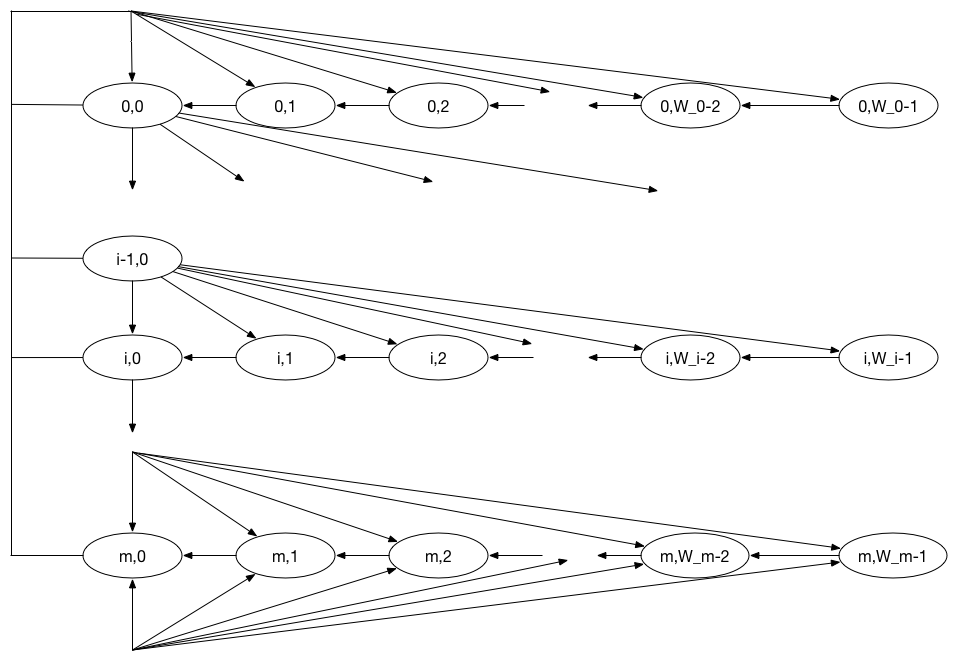 0,0 0,1 0,2 0,W_0-2 0,W_0-1
i-1,0
i,0 i,1 i,2 i,W_i-2 i,W_i-1
m,0 m,1 m,2 m,W_m-2 m,W_m-1